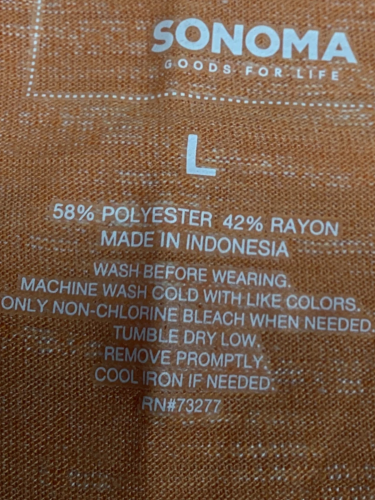 SONOMA
GOODS FOR LIFE
L
58% POLYESTER 42% RAYON
MADE IN INDONESIA
WASH BEFORE WEARING.
MACHINE WASH COLD WITH LIKE COLORS.
ONLY NON-CHLORINE BLEACH WHEN NEEDED.
TUMBLE DRY LOW.
REMOVE PROMPTLY.
COOL IRON IF NEEDED.
RN#73277